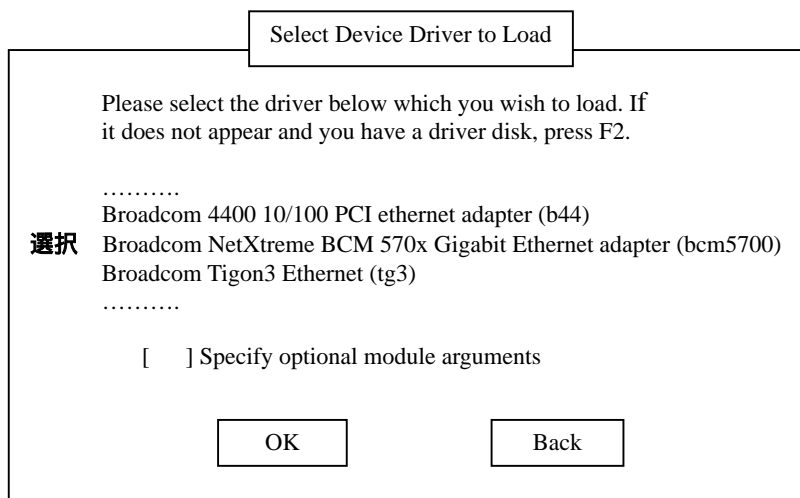 Select Device Driver to Load
Please select the driver below which you wish to load. If
it does not appear and you have a driver disk, press F2.
……….
Broadcom 4400 10/100 PCI ethernet adapter (b44)
選択 Broadcom NetXtreme BCM 570x Gigabit Ethernet adapter (bcm5700)
Broadcom Tigon3 Ethernet (tg3)
……….
[ ] Specify optional module arguments
OK Back